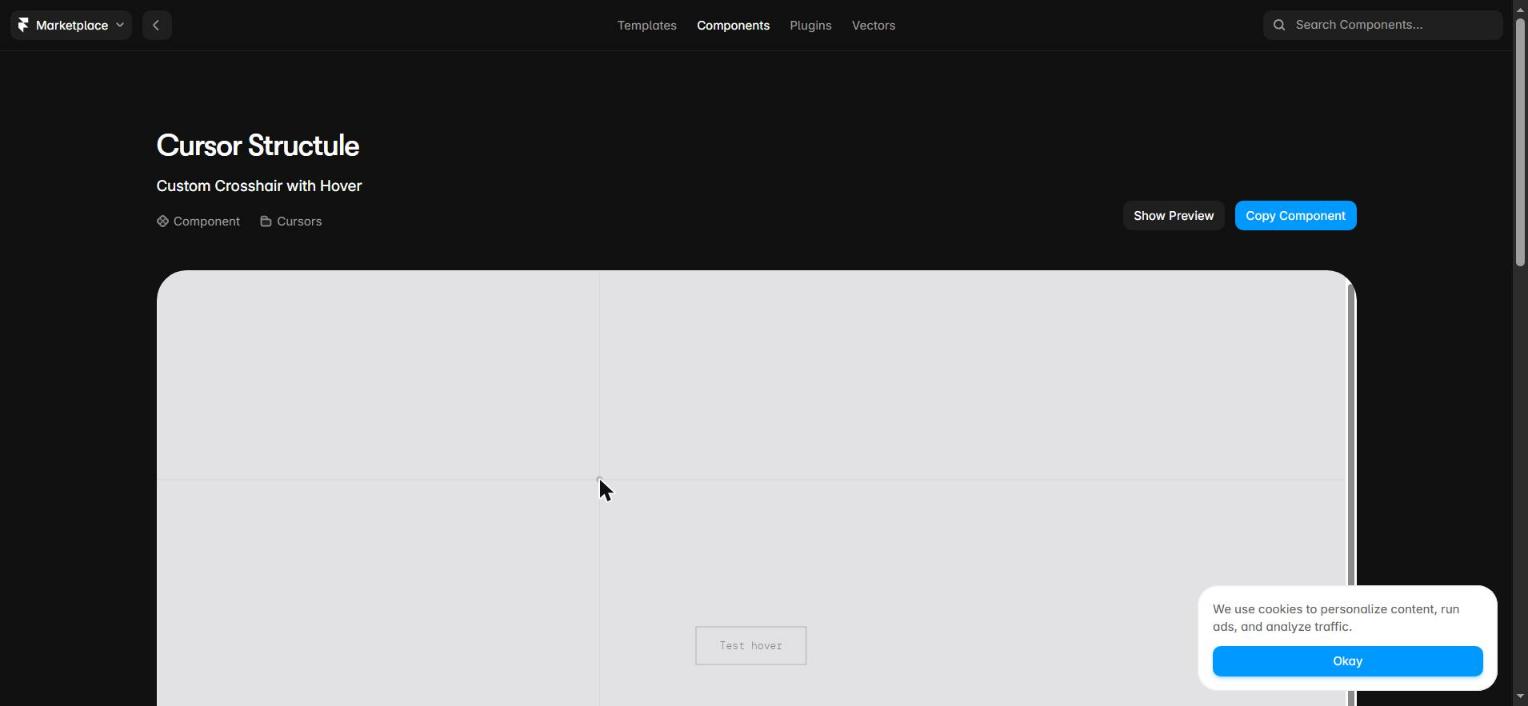 Marketplace
Templates
Components
Plugins
Vectors
Search Components...
Cursor Structule
Custom Crosshair with Hover
Component
Cursors
Show Preview
Copy Component
Test hover
We use cookies to personalize content, run
ads, and analyze traffic.
Okay